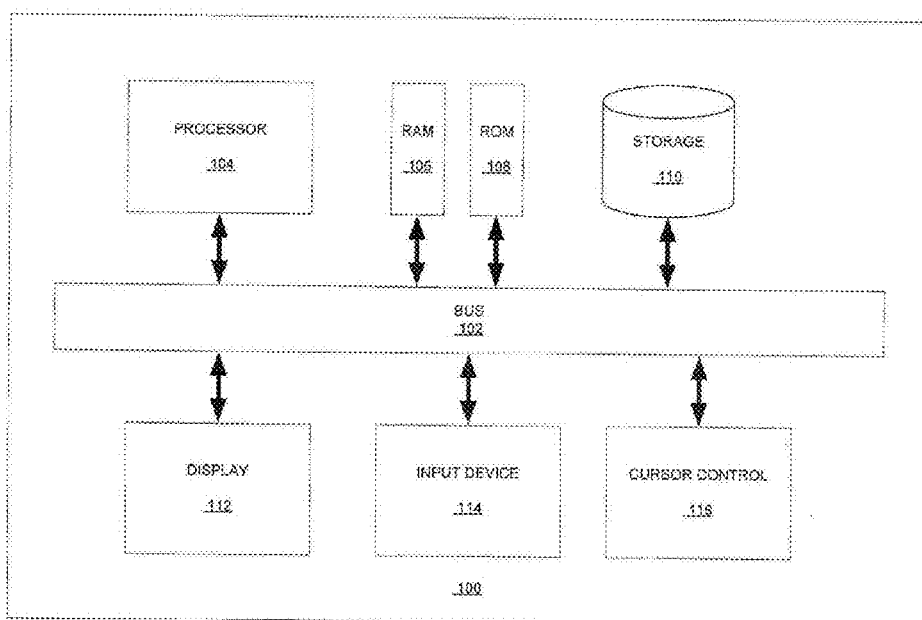 PROCESSOR
104
RAM
106
ROM
108
STORAGE
110
BUS
102
DISPLAY
112
INPUT DEVICE
114
CURSOR CONTROL
116
100